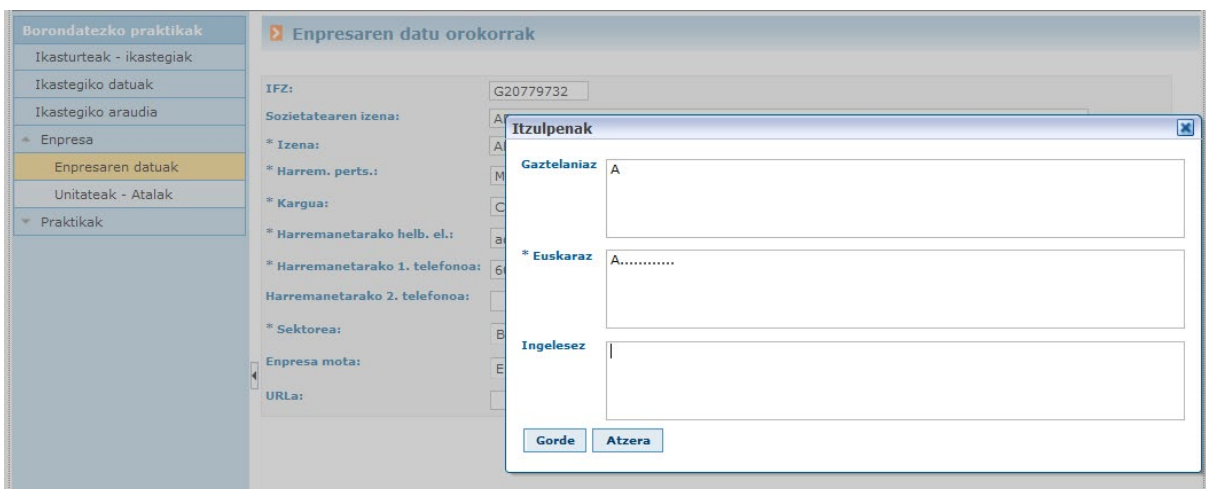 Borondatezko praktikak
Ikasturteak - ikastegiak
Ikastegiko datuak
Ikastegiko araudia
Enpresa
Enpresaren datuak
Unitateak - Atalak
Praktikak
Enpresaren datu orokorrak
IFZ: G20779732
Sozietatearen izena:
* Izena:
* Harrem. perts.: M
* Kargua: C
* Harremanetarako helb. el.:
* Harremanetarako 1. telefonoa:
Harremanetarako 2. telefonoa:
* Sektorea: B
Enpresa mota: E
URLa:
Itzulpenak
Gaztelaniaz A
* Euskaraz A............
Ingelesez
Gorde Atzera